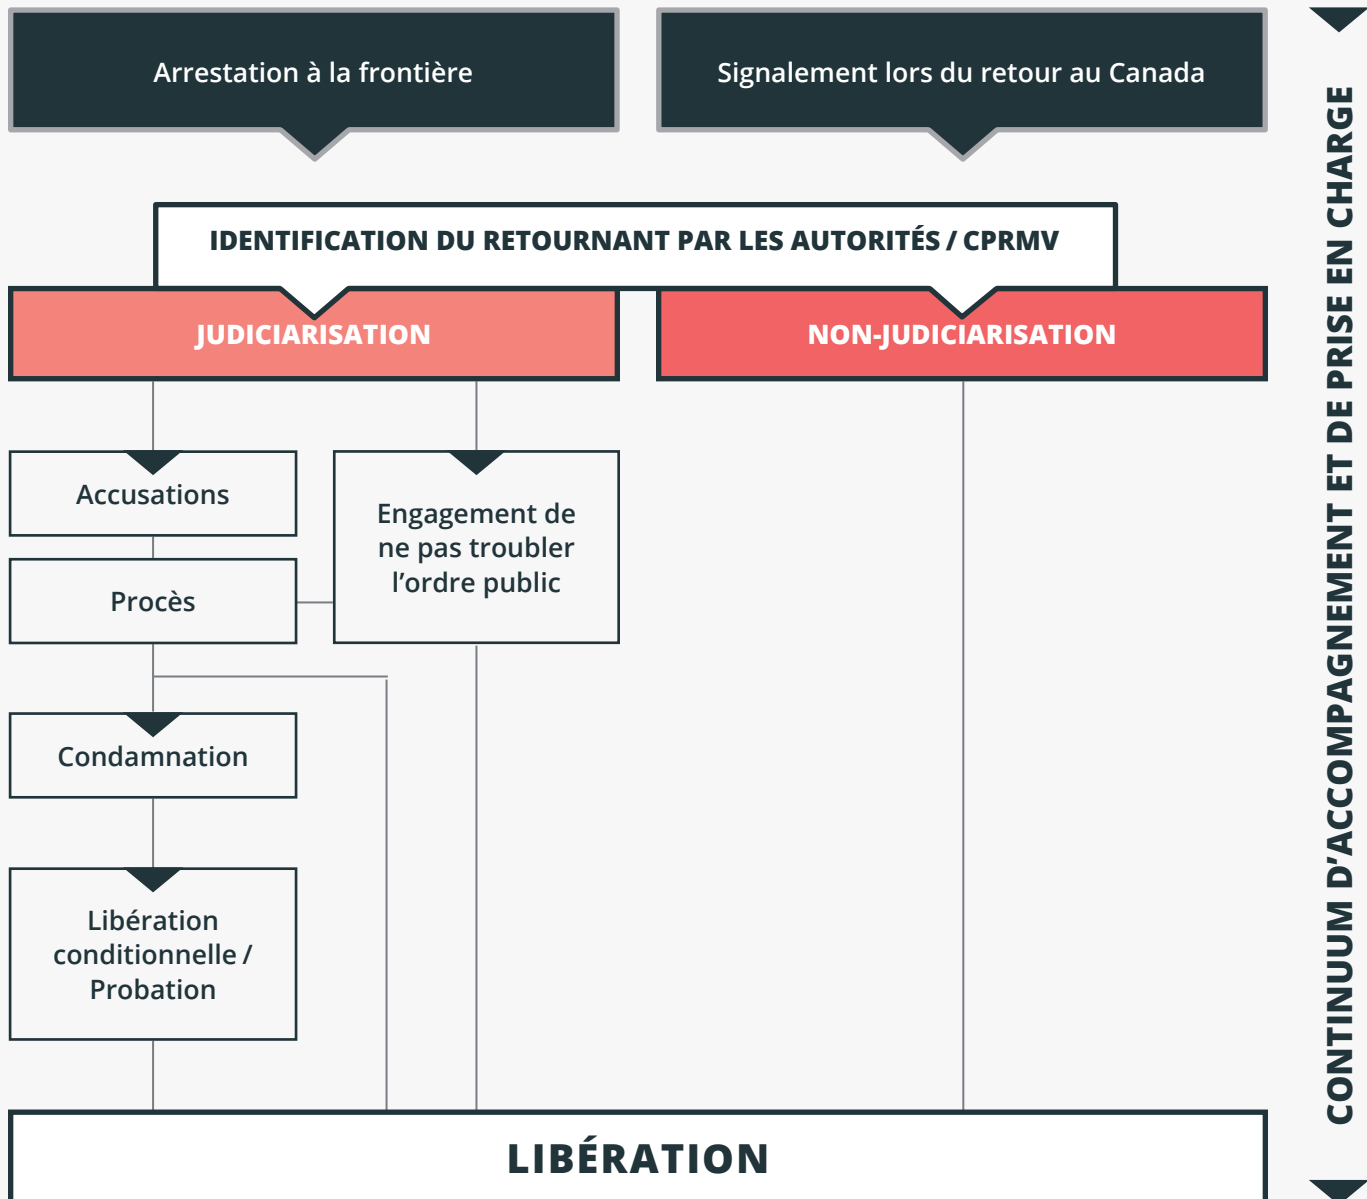 Arrestation à la frontière
Signalement lors du retour au Canada
IDENTIFICATION DU RETOURNANT PAR LES AUTORITÉS / CPRMV
JUDICIARISATION
NON-JUDICIARISATION
Accusations
Engagement de
ne pas troubler
l’ordre public
Procès
Condamnation
Libération
conditionnelle /
Probation
LIBÉRATION
CONTINUUM D’ACCOMPAGNEMENT ET DE PRISE EN CHARGE